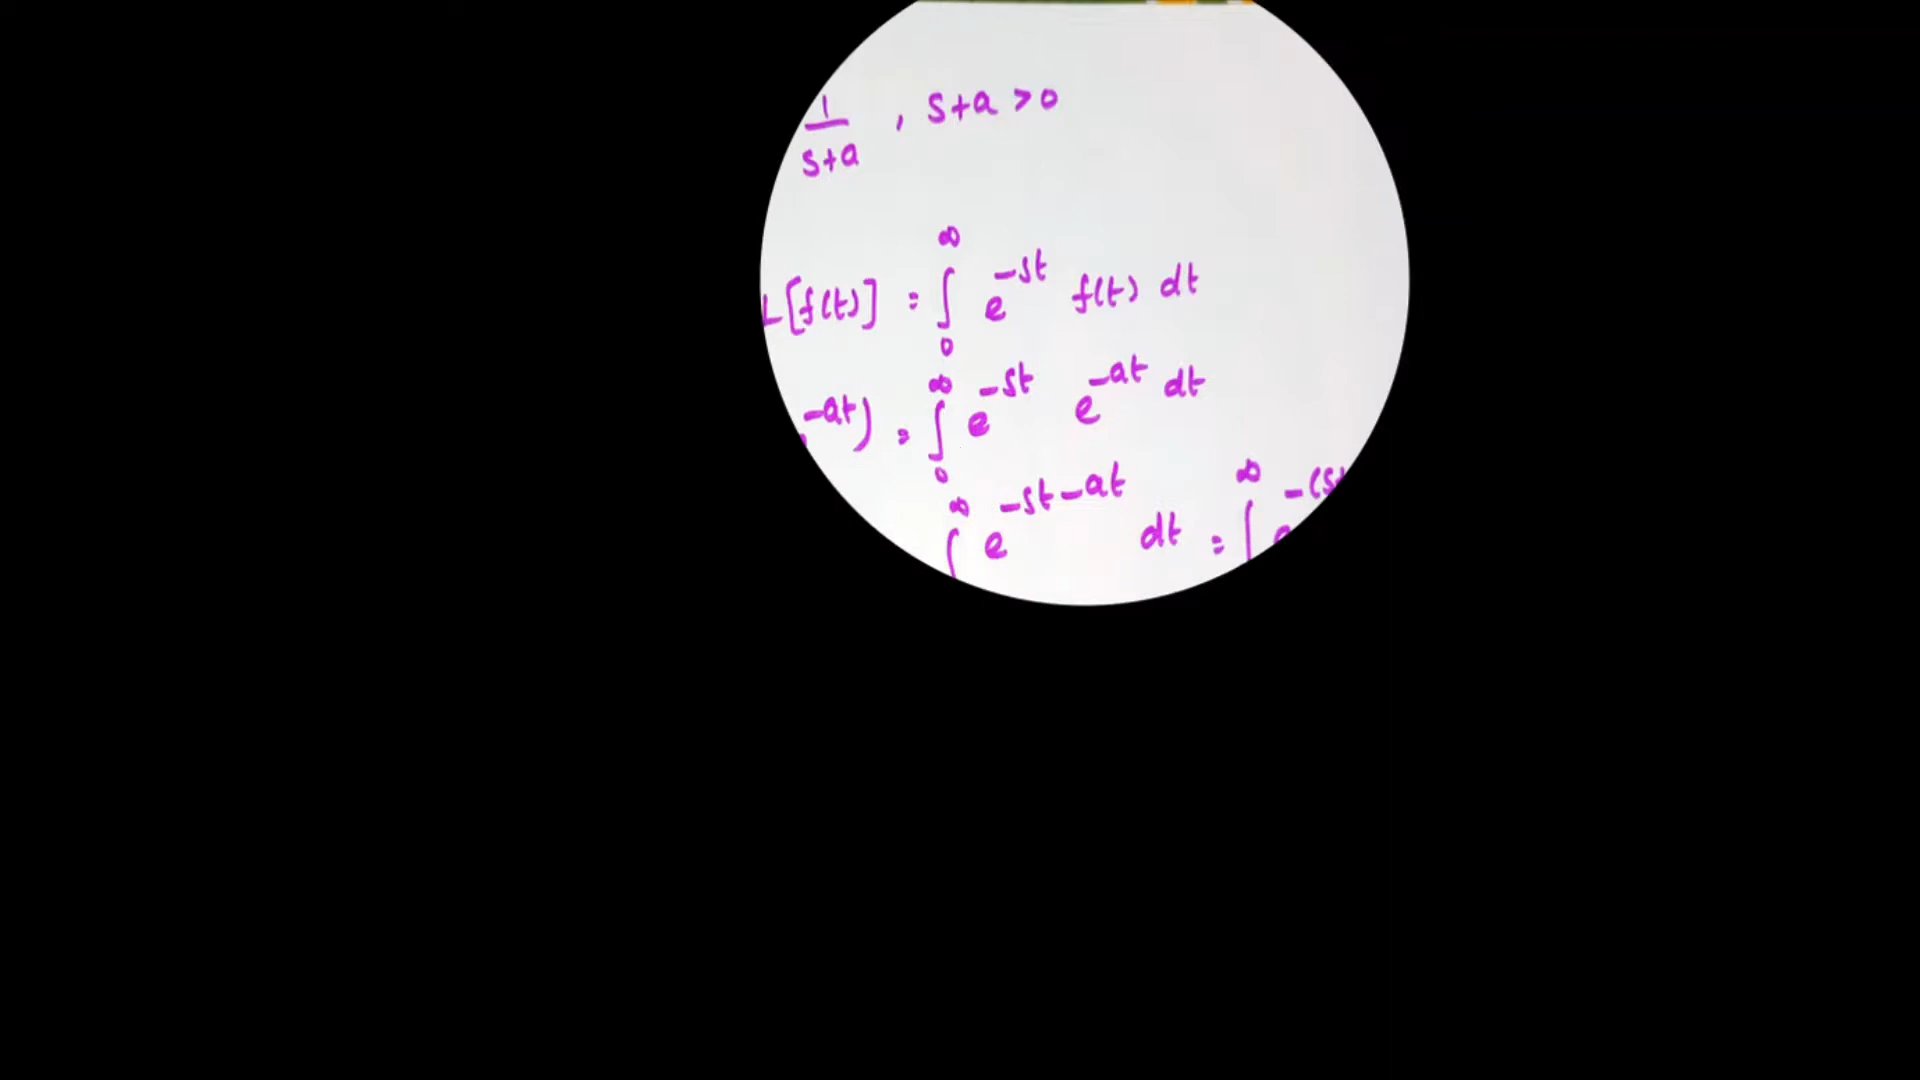 1/(s+a) , s+a >0
L[f(t)] = ∫₀^∞ e^(-st) f(t) dt
-at) = ∫₀^∞ e^(-st) e^(-at) dt
∫^∞ e^(-st-at) dt = ∫^∞ e^(-(s+